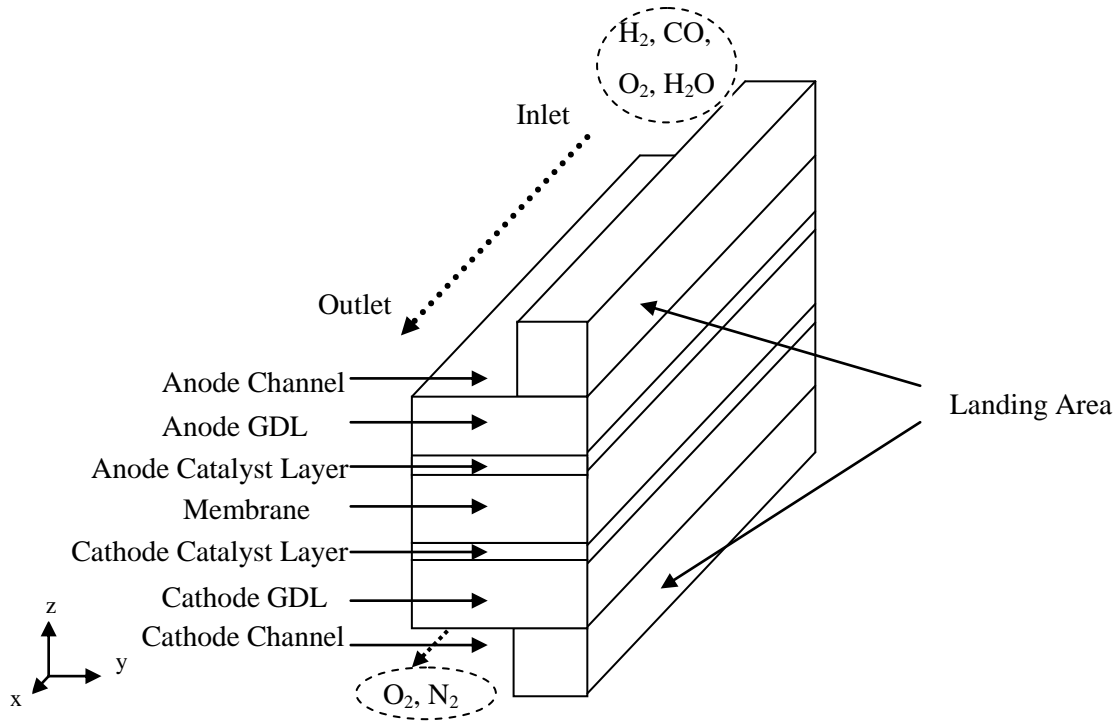 H₂, CO,
O₂, H₂O
Inlet
Outlet
Anode Channel
Anode GDL
Anode Catalyst Layer
Membrane
Cathode Catalyst Layer
Cathode GDL
Cathode Channel
Landing Area
O₂, N₂
z
y
x